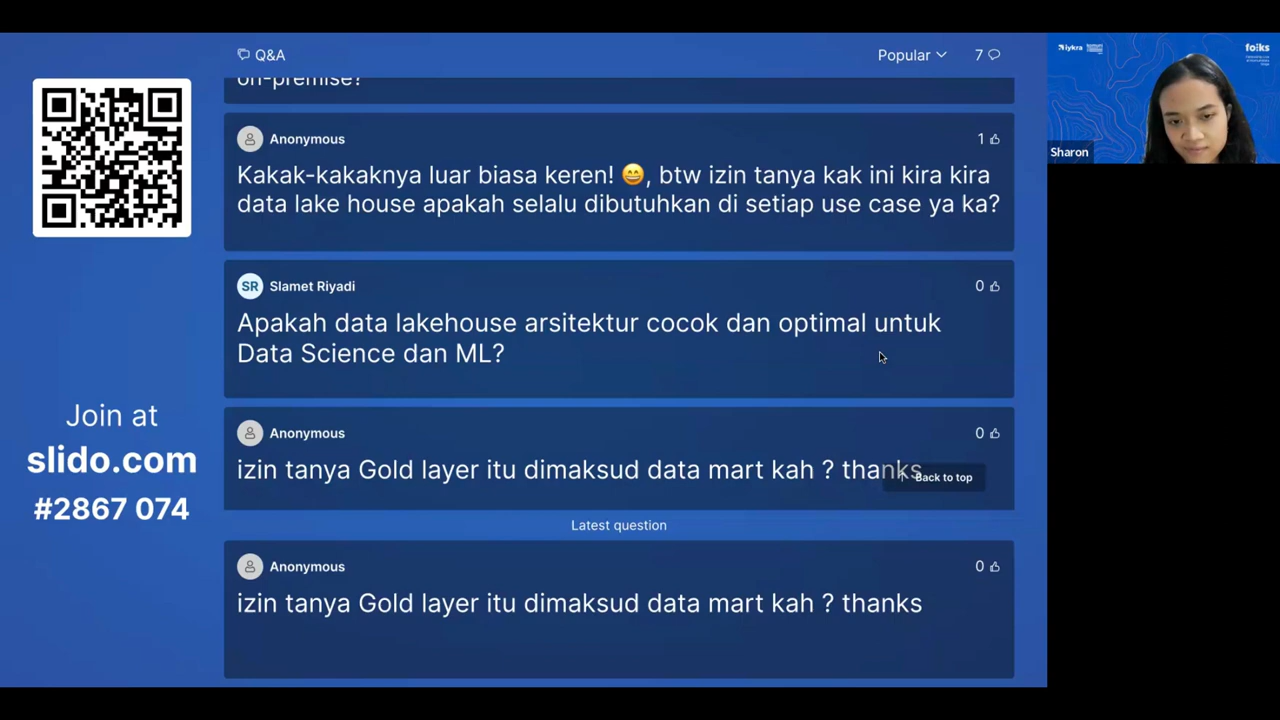 Q&A
Popular
7
on-premise?
Anonymous
1
Kakak-kakaknya luar biasa keren! 😄, btw izin tanya kak ini kira kira
data lake house apakah selalu dibutuhkan di setiap use case ya ka?
SR
Slamet Riyadi
0
Apakah data lakehouse arsitektur cocok dan optimal untuk
Data Science dan ML?
Anonymous
0
izin tanya Gold layer itu dimaksud data mart kah ? thanks
Back to top
Latest question
Anonymous
0
izin tanya Gold layer itu dimaksud data mart kah ? thanks
Join at
slido.com
#2867 074
iykra
Sharon